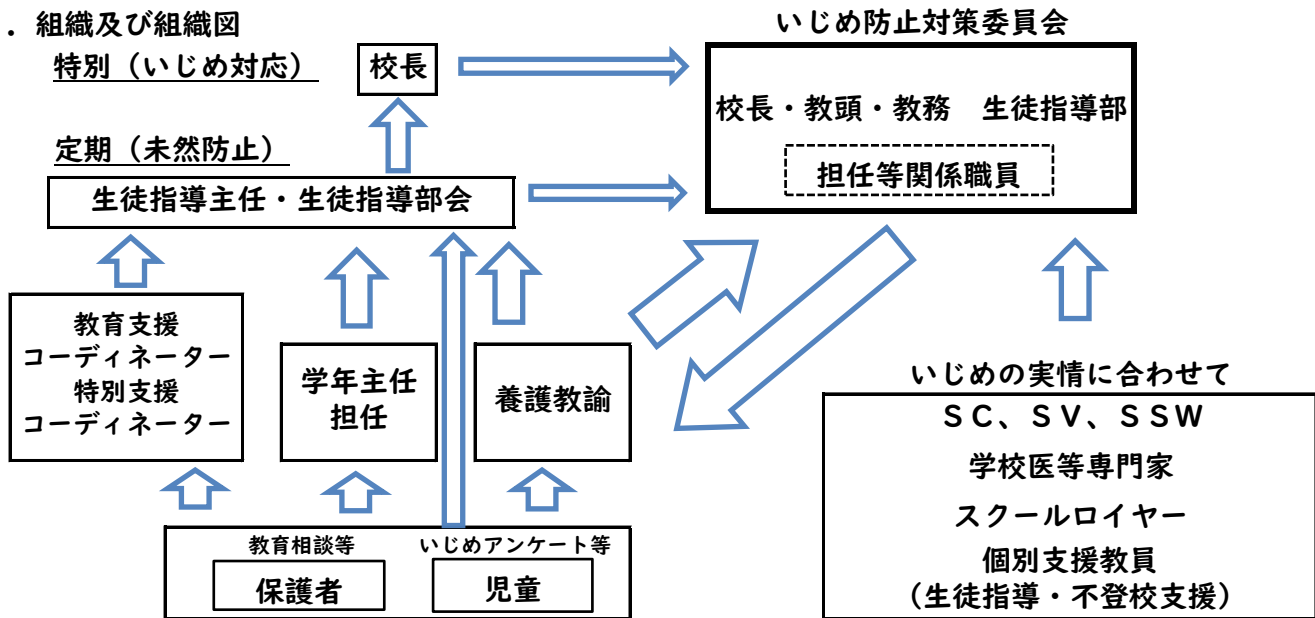 ．組織及び組織図
いじめ防止対策委員会
特別（いじめ対応）
校長
校長・教頭・教務　生徒指導部
担任等関係職員
定期（未然防止）
生徒指導主任・生徒指導部会
教育支援
コーディネーター
特別支援
コーディネーター
学年主任
担任
養護教諭
いじめの実情に合わせて
ＳＣ、ＳＶ、ＳＳＷ
学校医等専門家
スクールロイヤー
個別支援教員
（生徒指導・不登校支援）
教育相談等
保護者
いじめアンケート等
児童